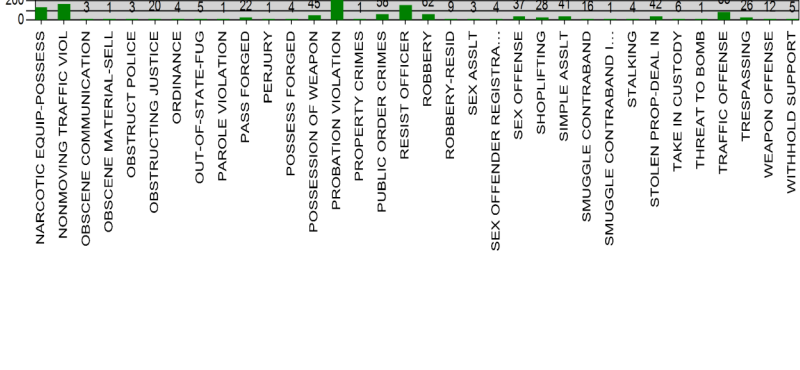 200
0
3
1
3
20
4
5
1
22
1
4
45
1
9
3
4
37
28
41
16
1
4
42
6
1
26
12
5
NARCOTIC EQUIP-POSSESS
NONMOVING TRAFFIC VIOL
OBSCENE COMMUNICATION
OBSCENE MATERIAL-SELL
OBSTRUCT POLICE
OBSTRUCTING JUSTICE
ORDINANCE
OUT-OF-STATE-FUG
PAROLE VIOLATION
PASS FORGED
PERJURY
POSSESS FORGED
POSSESSION OF WEAPON
PROBATION VIOLATION
PROPERTY CRIMES
PUBLIC ORDER CRIMES
RESIST OFFICER
ROBBERY
ROBBERY-RESID
SEX ASSLT
SEX OFFENDER REGISTRA...
SEX OFFENSE
SHOPLIFTING
SIMPLE ASSLT
SMUGGLE CONTRABAND
SMUGGLE CONTRABAND I...
STALKING
STOLEN PROP-DEAL IN
TAKE IN CUSTODY
THREAT TO BOMB
TRAFFIC OFFENSE
TRESPASSING
WEAPON OFFENSE
WITHHOLD SUPPORT